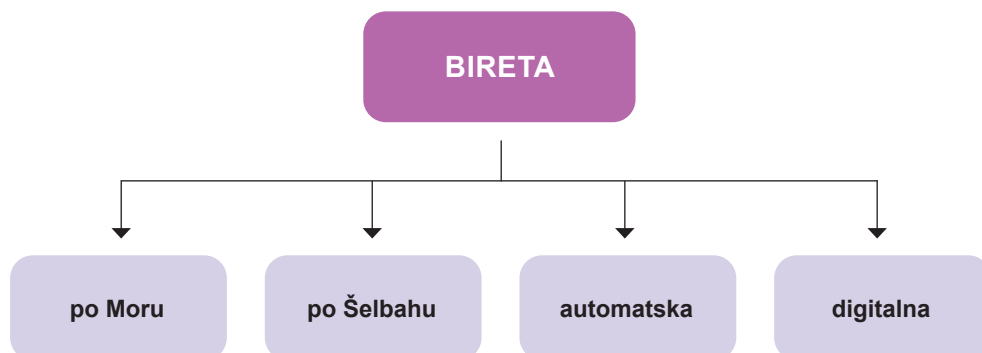 BIRETA
po Moru
po Šelbahu
automatska
digitalna